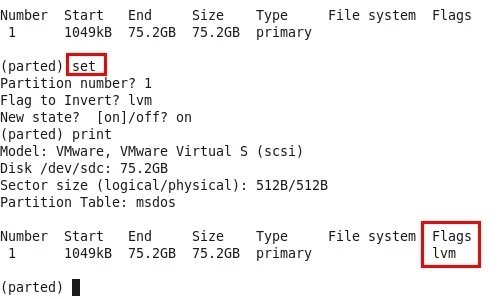 Number  Start   End     Size    Type     File system  Flags
 1      1049kB  75.2GB  75.2GB  primary
(parted) set
Partition number? 1
Flag to Invert? lvm
New state?  [on]/off? on
(parted) print
Model: VMware, VMware Virtual S (scsi)
Disk /dev/sdc: 75.2GB
Sector size (logical/physical): 512B/512B
Partition Table: msdos
Number  Start   End     Size    Type     File system  Flags
 1      1049kB  75.2GB  75.2GB  primary               lvm
(parted)